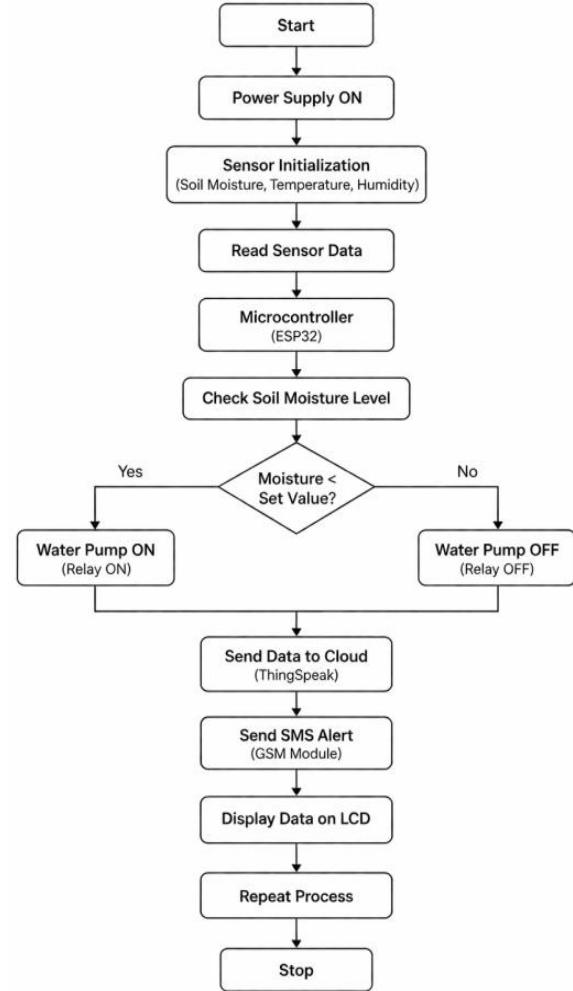 Start
Power Supply ON
Sensor Initialization
(Soil Moisture, Temperature, Humidity)
Read Sensor Data
Microcontroller
(ESP32)
Check Soil Moisture Level
Moisture <
Set Value?
Yes
No
Water Pump ON
(Relay ON)
Water Pump OFF
(Relay OFF)
Send Data to Cloud
(ThingSpeak)
Send SMS Alert
(GSM Module)
Display Data on LCD
Repeat Process
Stop